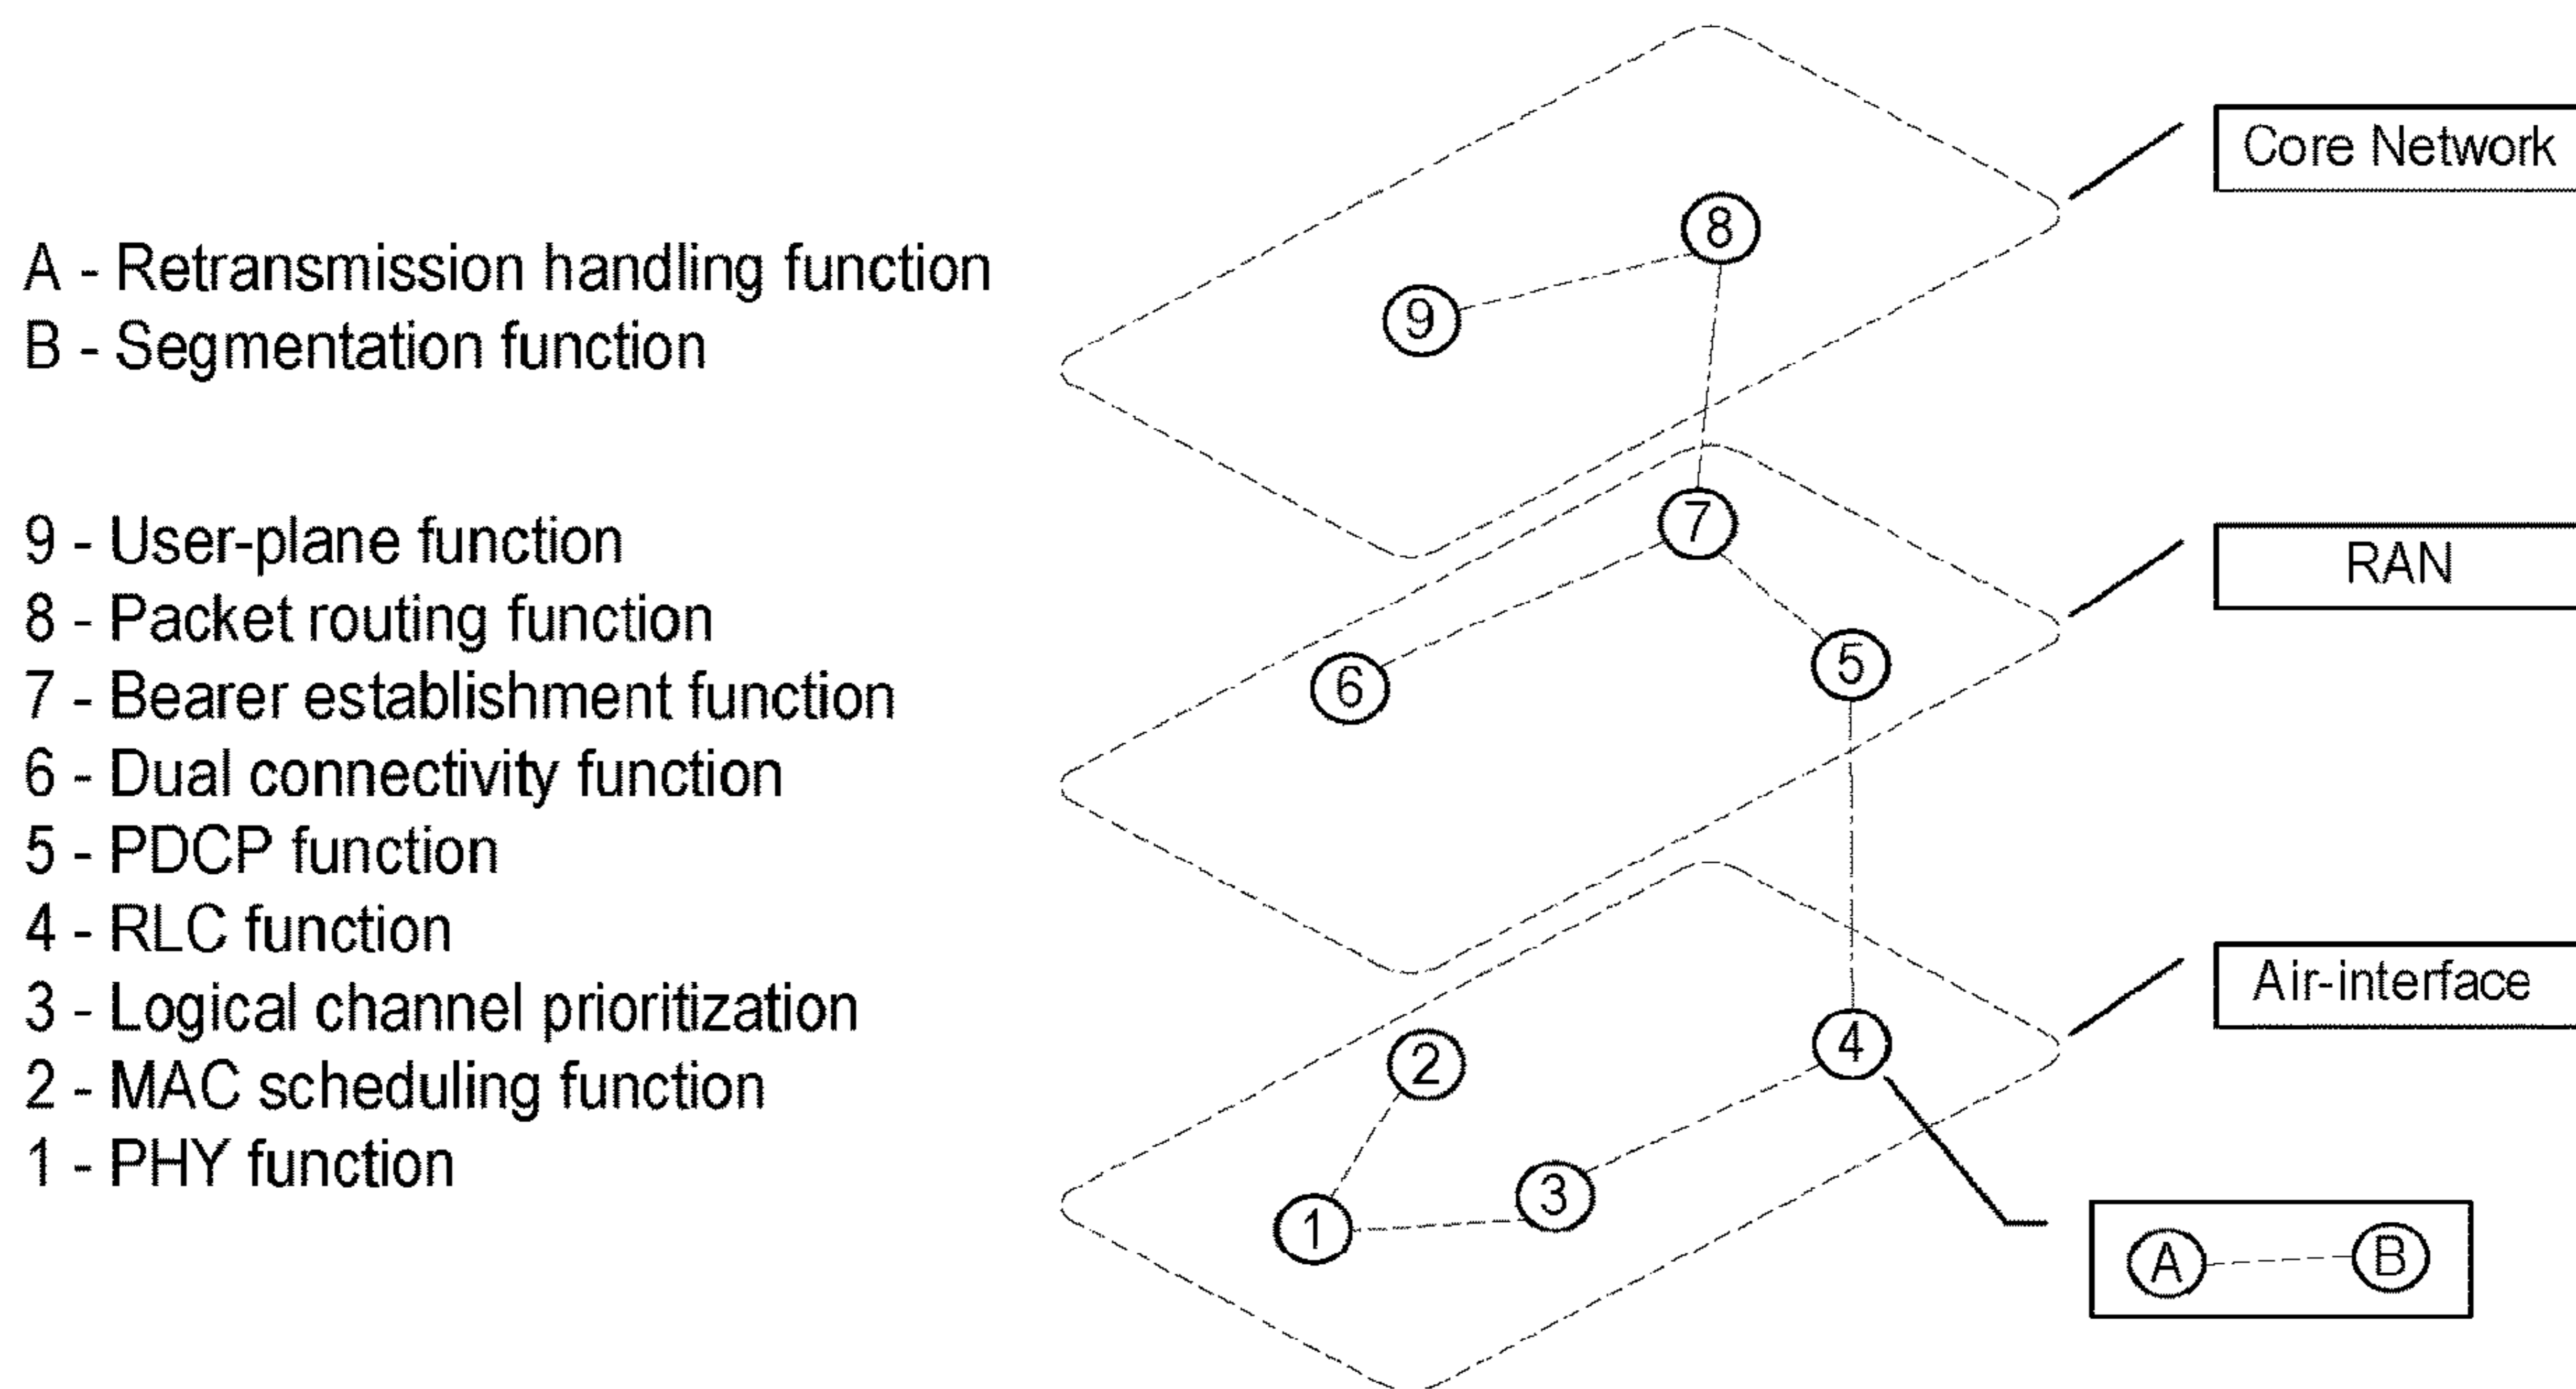 A - Retransmission handling function
B - Segmentation function
9 - User-plane function
8 - Packet routing function
7 - Bearer establishment function
6 - Dual connectivity function
5 - PDCP function
4 - RLC function
3 - Logical channel prioritization
2 - MAC scheduling function
1 - PHY function
Core Network
8
9
RAN
7
6
5
Air-interface
2
4
1
3
A
B